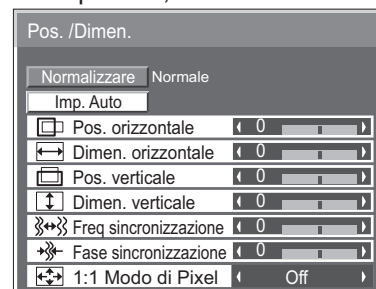 Pos. /Dimen.
Normalizzare Normale
Imp. Auto
Pos. orizzontale 0
Dimen. orizzontale 0
Pos. verticale 0
Dimen. verticale 0
Freq sincronizzazione 0
Fase sincronizzazione 0
1:1 Modo di Pixel Off